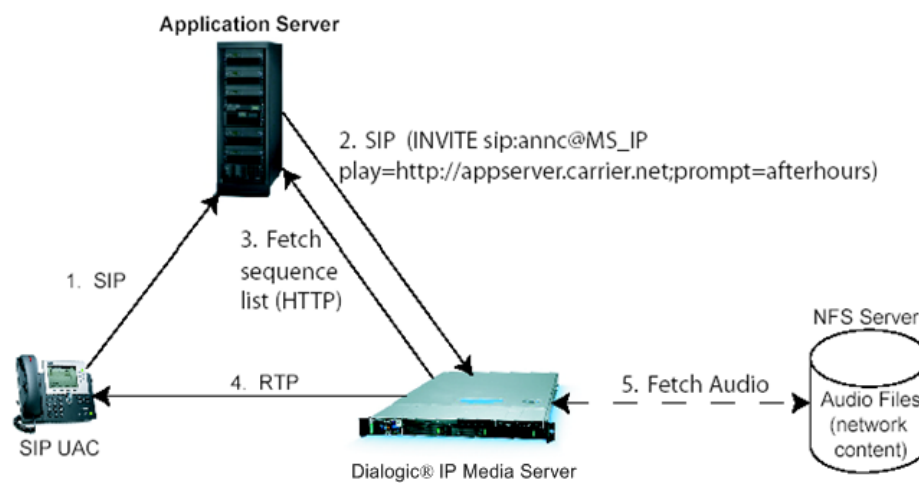 Application Server
2. SIP (INVITE sip:annc@MS_IP
play=http://appserver.carrier.net;prompt=afterhours)
3. Fetch
sequence
list (HTTP)
1. SIP
NFS Server
4. RTP
5. Fetch Audio
Audio Files
(network
content)
SIP UAC
Dialogic® IP Media Server